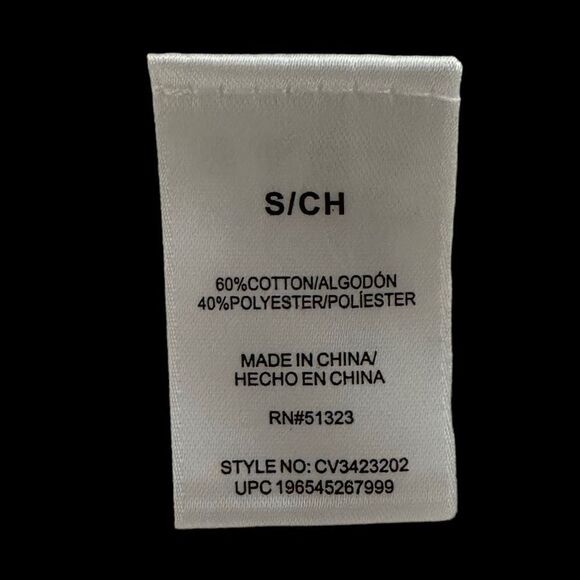 S/CH
60%COTTON/ALGODÓN
40%POLYESTER/POLÍESTER
MADE IN CHINA/
HECHO EN CHINA
RN#51323
STYLE NO: CV3423202
UPC 196545267999